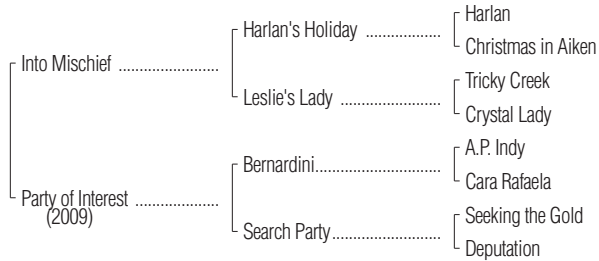 Harlan
Harlan's Holiday ..................
Christmas in Aiken
Into Mischief .......................
Tricky Creek
Leslie's Lady .......................
Crystal Lady
A.P. Indy
Bernardini.............................
Cara Rafaela
Party of Interest ...................
(2009)
Seeking the Gold
Search Party.........................
Deputation